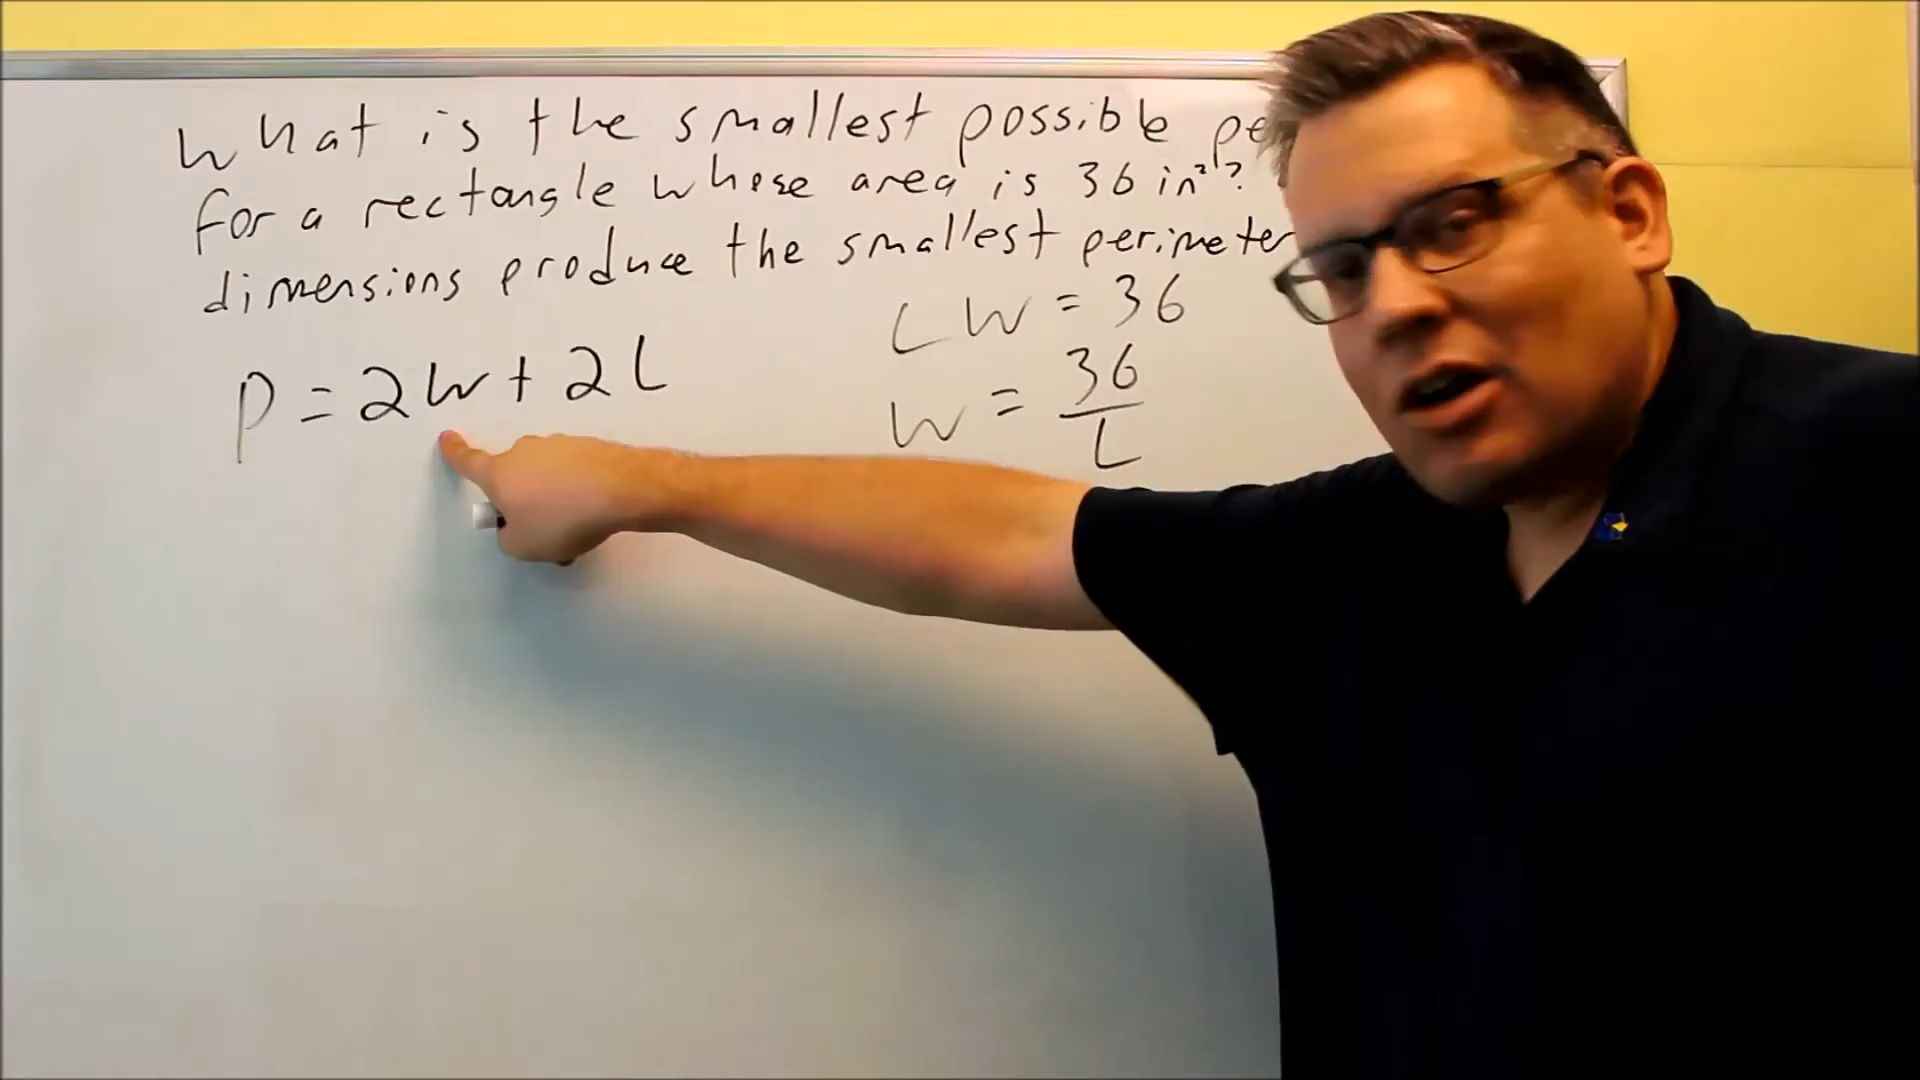 What is the smallest possible pe
for a rectangle whose area is 36 in²?
dimensions produce the smallest perimeter
LW = 36
P = 2W + 2L
W = 36/L